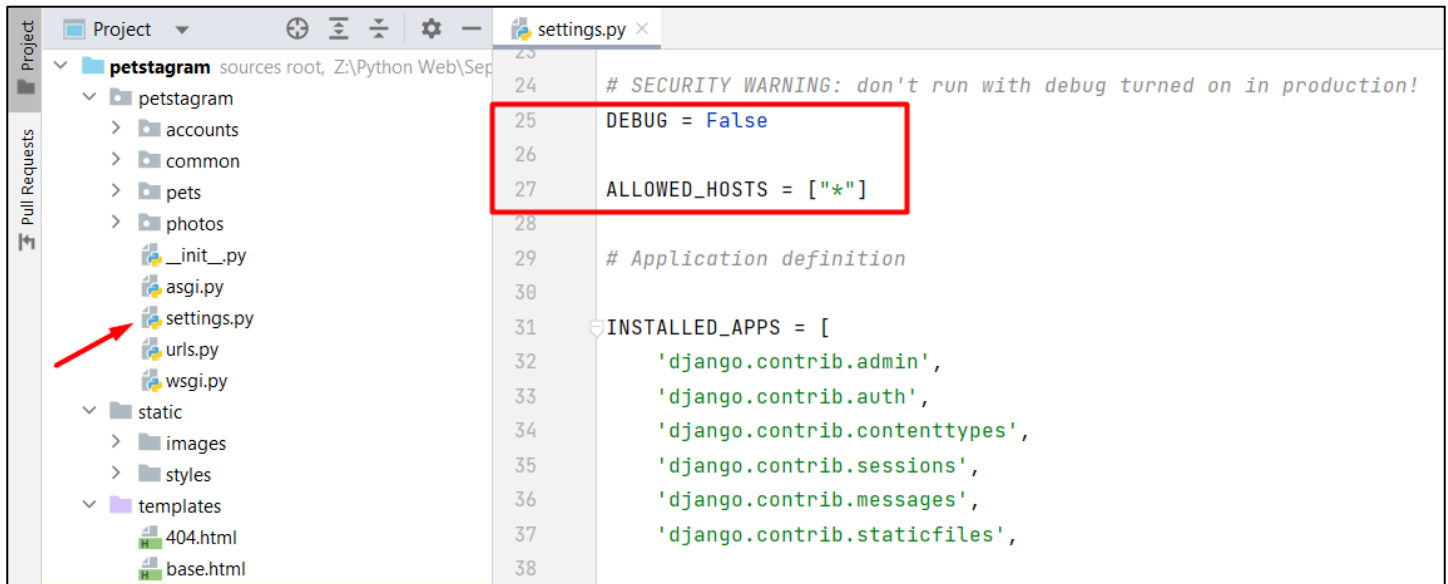 Project
Pull Requests
Project
petstagram sources root, Z:\Python Web\Sep
petstagram
accounts
common
pets
photos
__init__.py
asgi.py
settings.py
urls.py
wsgi.py
static
images
styles
templates
404.html
base.html
settings.py
23
24 # SECURITY WARNING: don't run with debug turned on in production!
25 DEBUG = False
26
27 ALLOWED_HOSTS = ["*"]
28
29 # Application definition
30
31 INSTALLED_APPS = [
32 'django.contrib.admin',
33 'django.contrib.auth',
34 'django.contrib.contenttypes',
35 'django.contrib.sessions',
36 'django.contrib.messages',
37 'django.contrib.staticfiles',
38